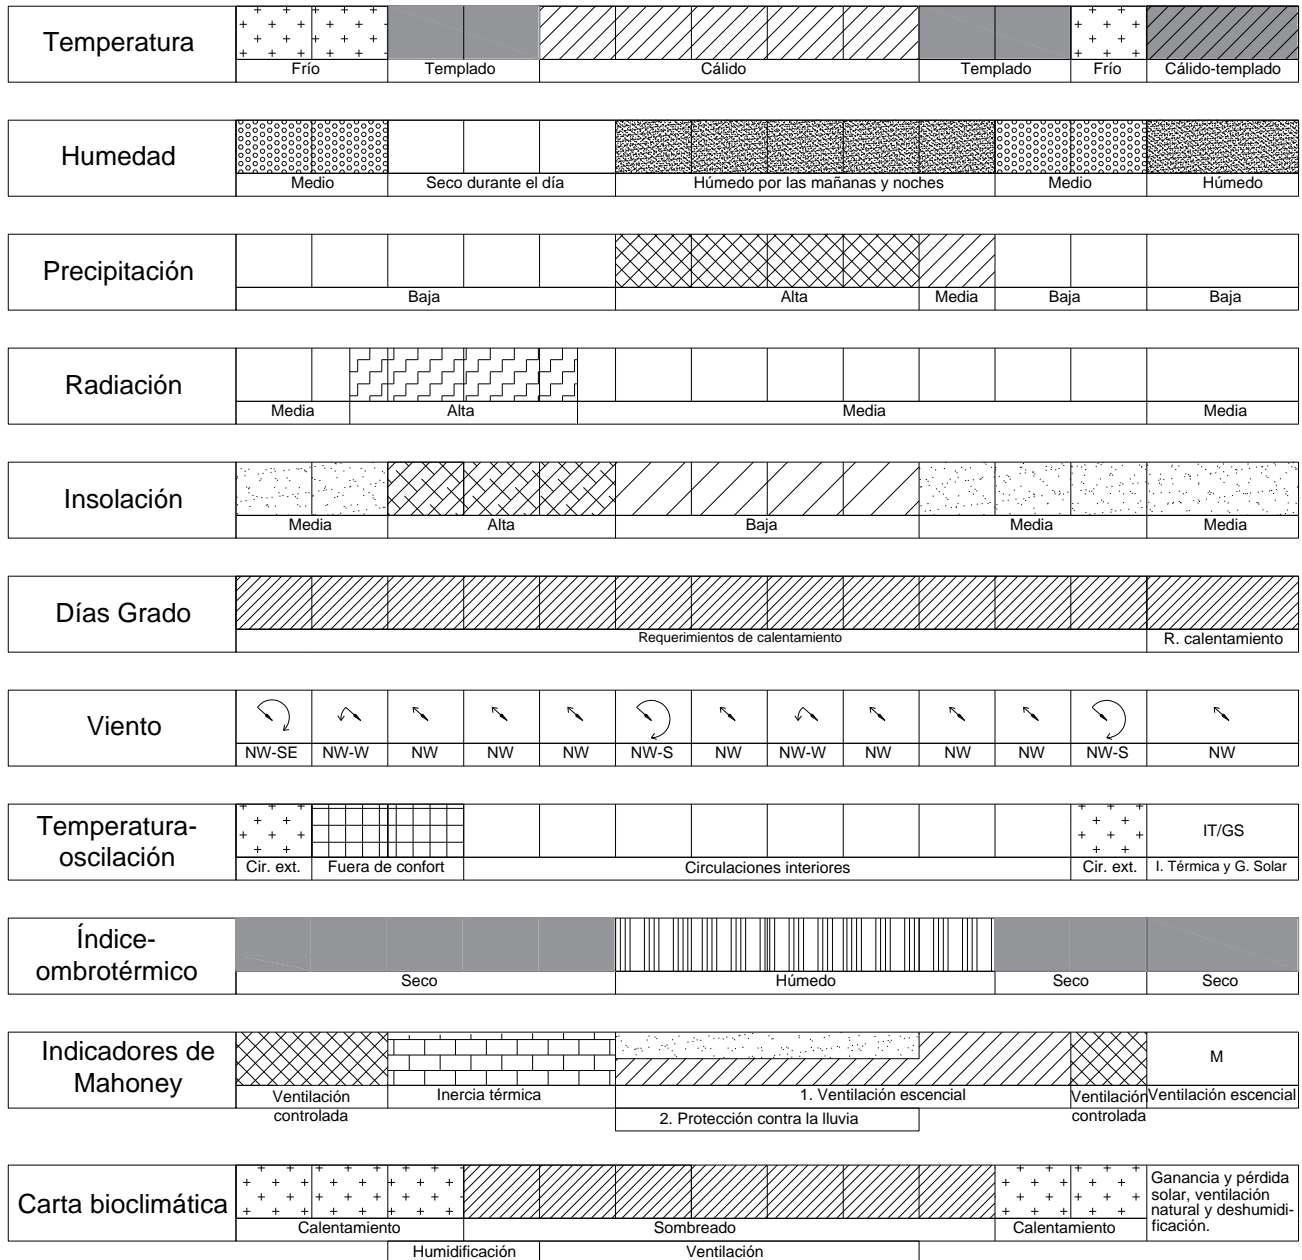 Temperatura
Frío
Templado
Cálido
Templado
Frío
Cálido-templado
Humedad
Medio
Seco durante el día
Húmedo por las mañanas y noches
Medio
Húmedo
Precipitación
Baja
Alta
Media
Baja
Baja
Radiación
Media
Alta
Media
Media
Insolación
Media
Alta
Baja
Media
Media
Días Grado
Requerimientos de calentamiento
R. calentamiento
Viento
NW-SE
NW-W
NW
NW
NW
NW-S
NW
NW-W
NW
NW
NW
NW-S
NW
Temperatura-
oscilación
IT/GS
Cir. ext.
Fuera de confort
Circulaciones interiores
Cir. ext.
I. Térmica y G. Solar
Índice-
ombrotérmico
Seco
Húmedo
Seco
Seco
Indicadores de
Mahoney
M
Ventilación
controlada
Inercia térmica
1. Ventilación escencial
2. Protección contra la lluvia
Ventilación
controlada
Ventilación escencial
Carta bioclimática
Ganancia y pérdida
solar, ventilación
natural y deshumidi-
ficación.
Calentamiento
Sombreado
Calentamiento
Humidificación
Ventilación